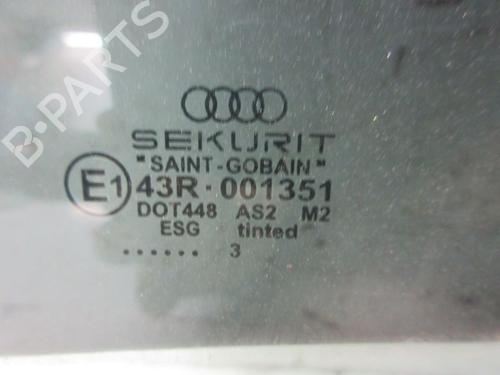 B-PARTS
SEKURIT
"SAINT-GOBAIN"
E1 43R-001351
DOT448 AS2 M2
ESG tinted
...... 3